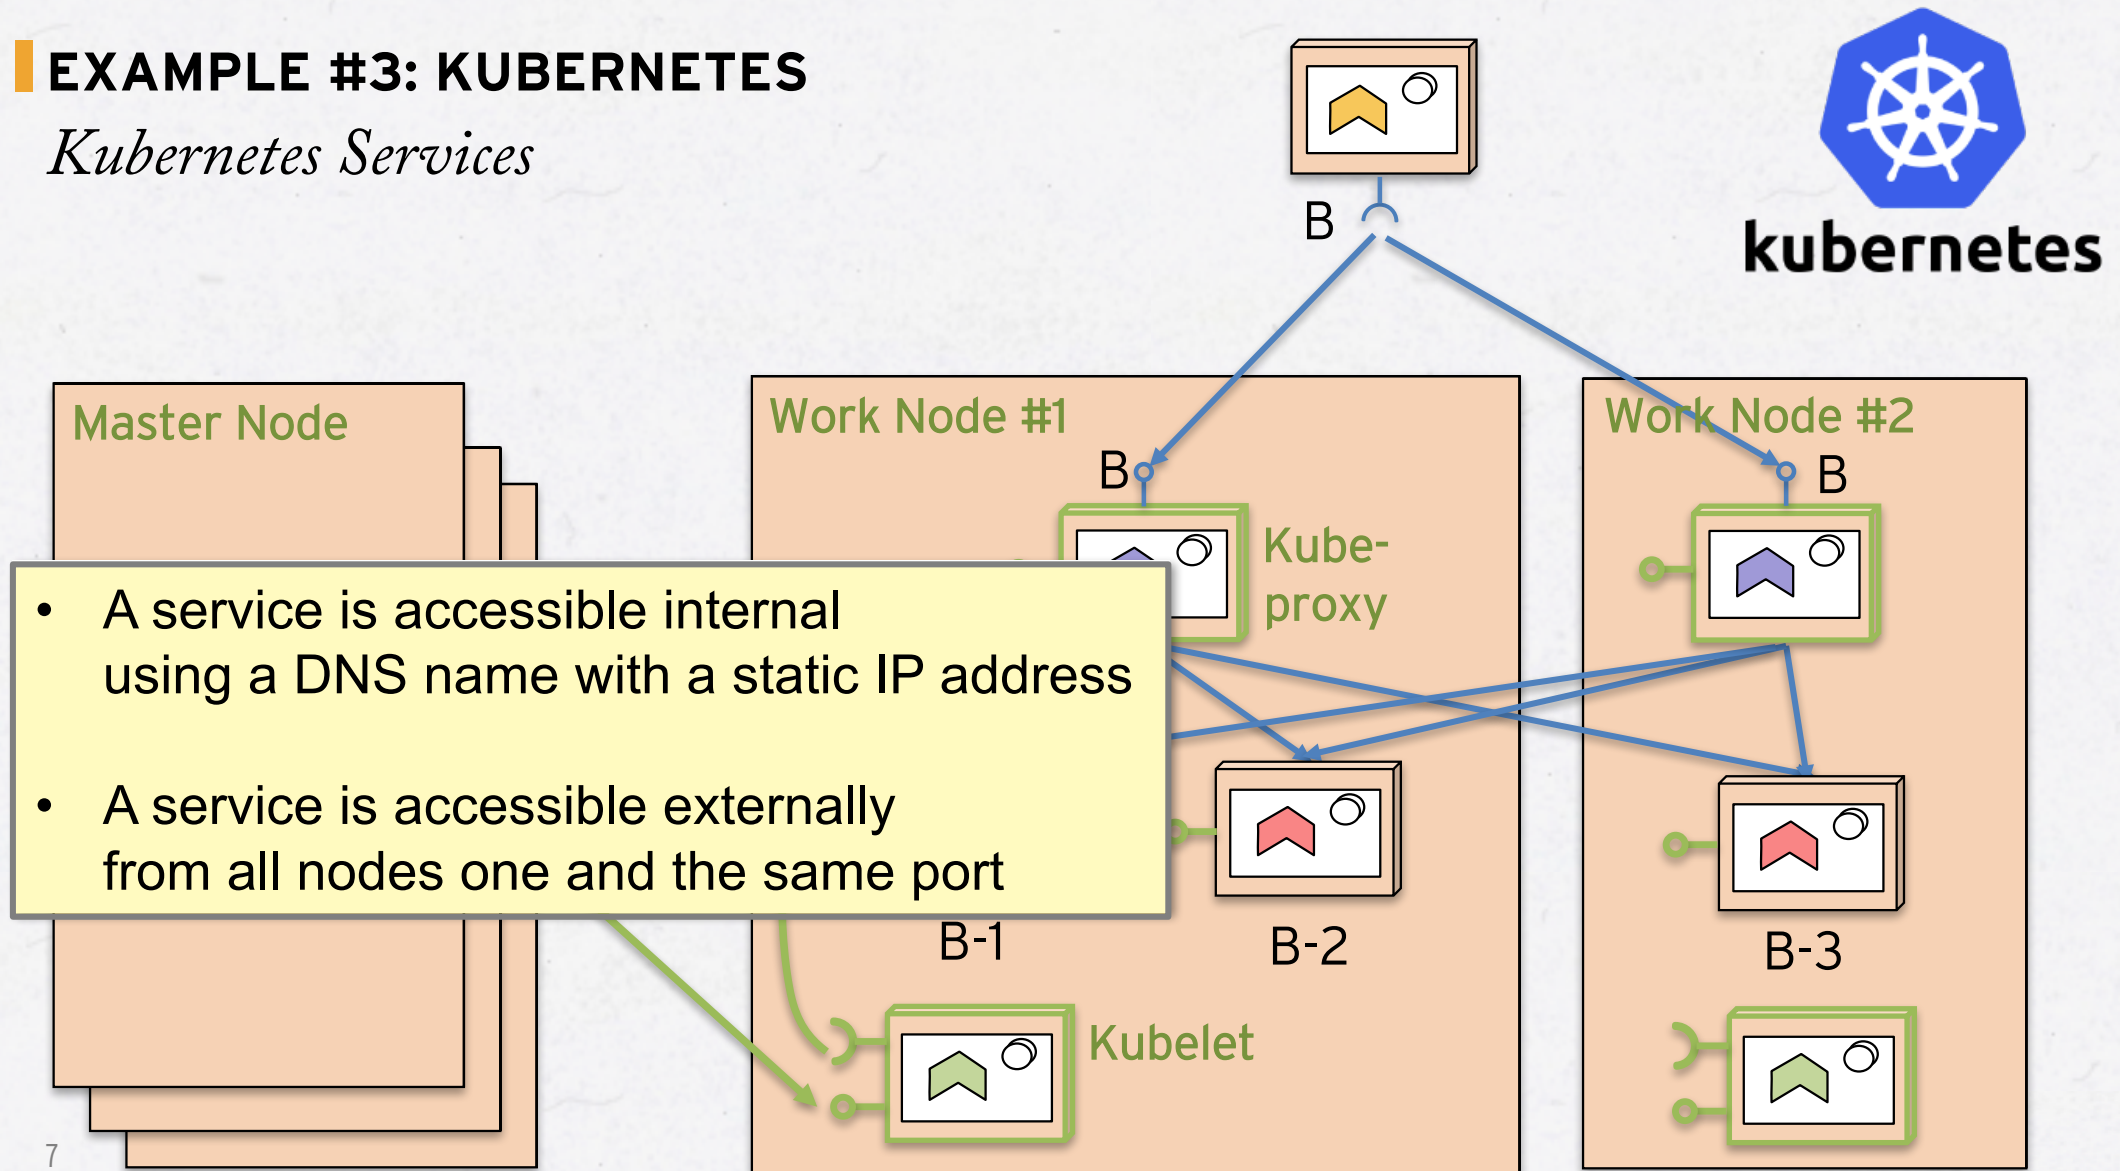 EXAMPLE #3: KUBERNETES
Kubernetes Services
B
kubernetes
Master Node
Work Node #1
Work Node #2
B
B
Kube-
proxy
• A service is accessible internal
using a DNS name with a static IP address
• A service is accessible externally
from all nodes one and the same port
B-1
B-2
B-3
Kubelet
7